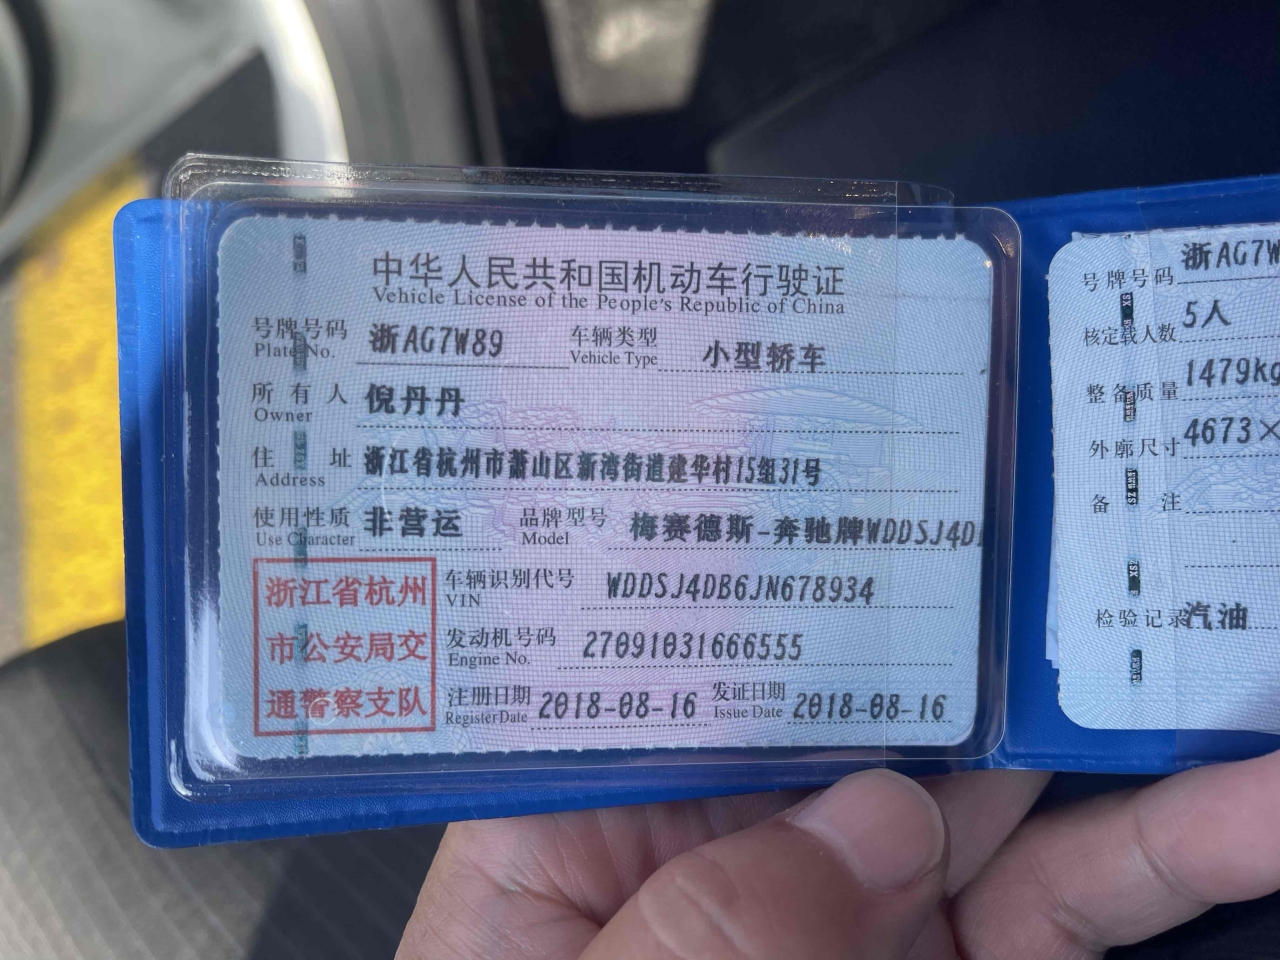 中华人民共和国机动车行驶证
Vehicle License of the People's Republic of China
号牌号码 浙AG7W89 车辆类型 小型轿车
Plate No. Vehicle Type
所有人 倪丹丹
Owner
住址 浙江省杭州市萧山区新湾街道建华村15组31号
Address
使用性质 非营运 品牌型号 梅赛德斯-奔驰牌WDDSJ4D
Use Character Model
浙江省杭州
市公安局交
通警察支队
车辆识别代号 WDDSJ4DB6JN678934
VIN
发动机号码 27091031666555
Engine No.
注册日期 2018-08-16 发证日期 2018-08-16
Register Date Issue Date
号牌号码 浙AG7W
核定载人数 5人
整备质量 1479kg
外廓尺寸 4673×
备注
检验记录 汽油